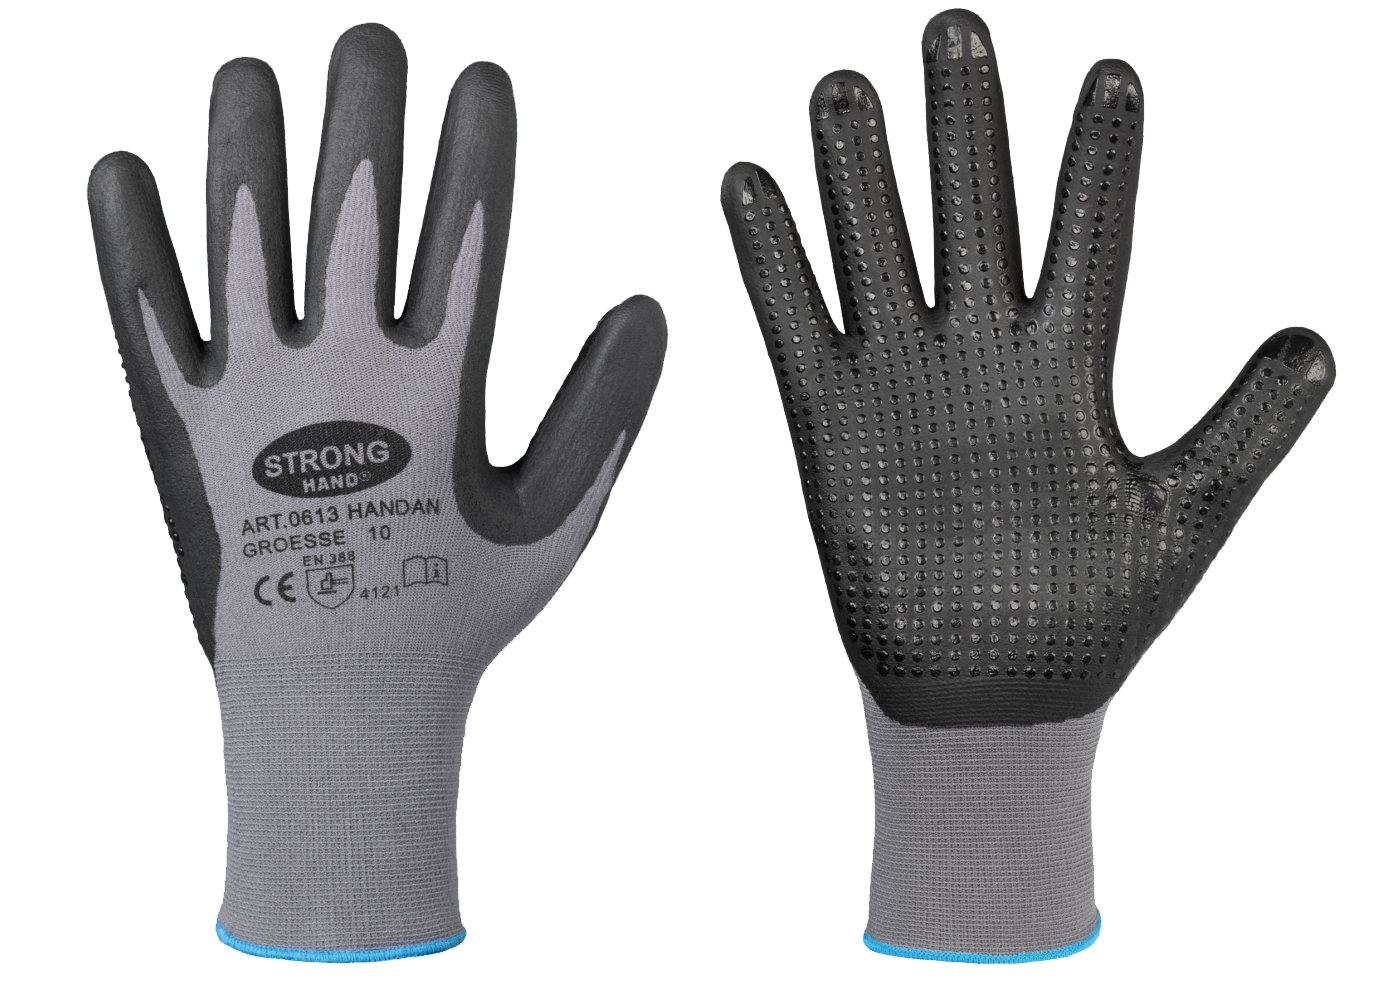 STRONG
HAND®
ART.0613 HANDAN
GROESSE 10
EN 388
CE
4121
i